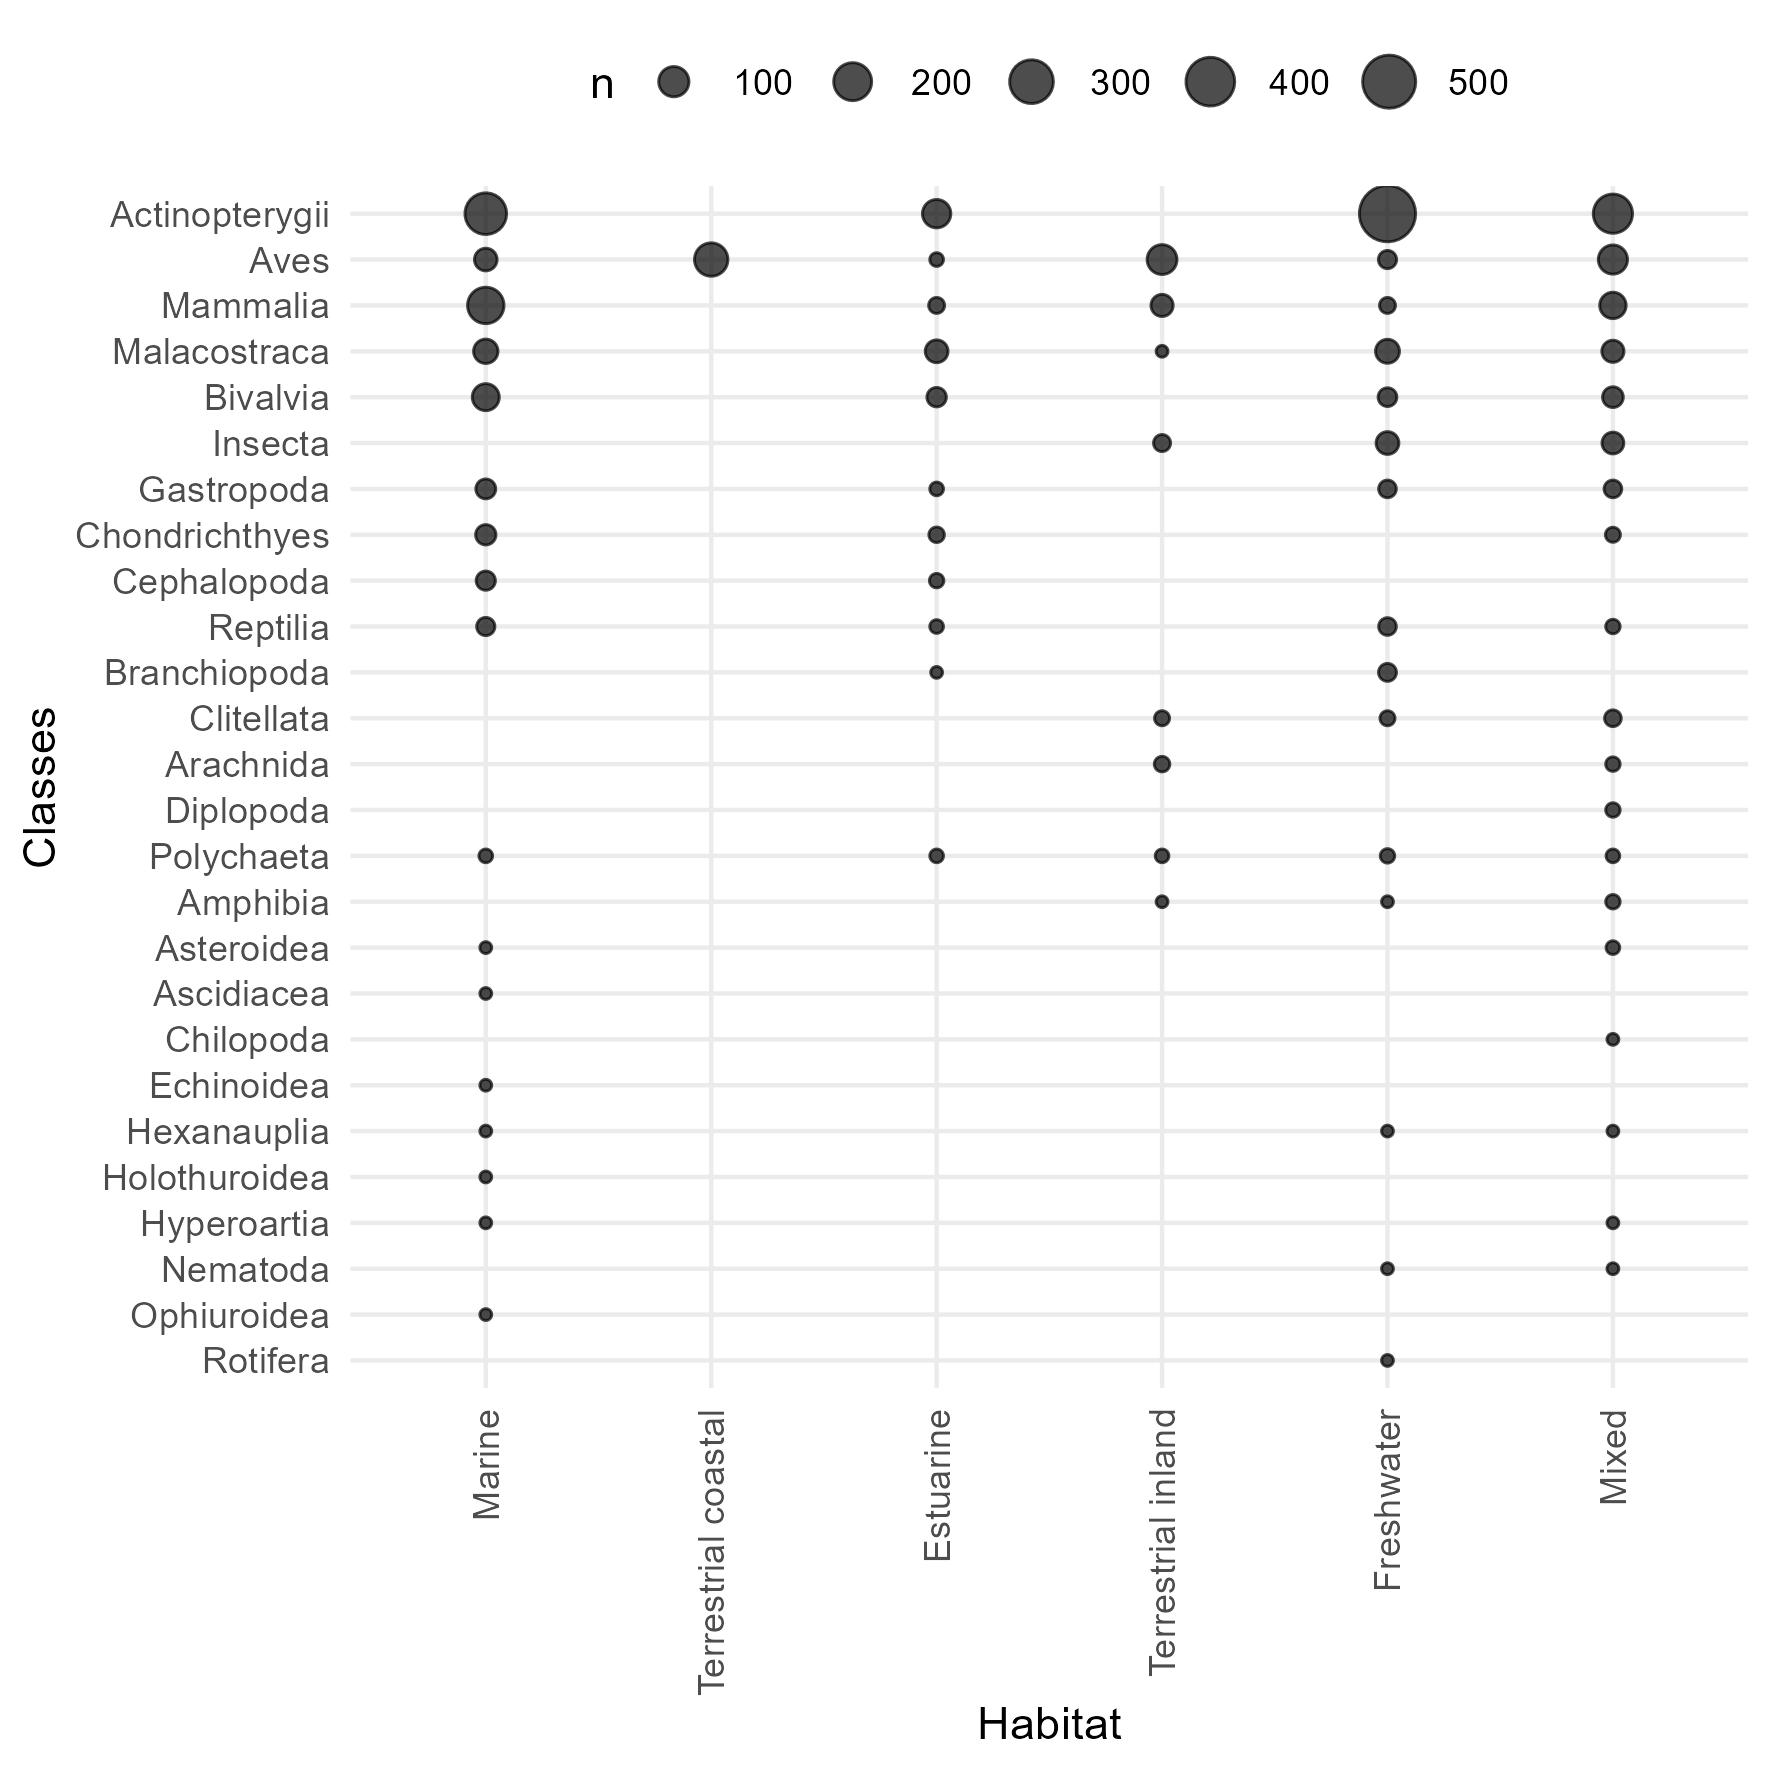 n 100 200 300 400 500
Actinopterygii
Aves
Mammalia
Malacostraca
Bivalvia
Insecta
Gastropoda
Chondrichthyes
Cephalopoda
Reptilia
Branchiopoda
Clitellata
Arachnida
Diplopoda
Polychaeta
Amphibia
Asteroidea
Ascidiacea
Chilopoda
Echinoidea
Hexanauplia
Holothuroidea
Hyperoartia
Nematoda
Ophiuroidea
Rotifera
Classes
Marine
Terrestrial coastal
Estuarine
Terrestrial inland
Freshwater
Mixed
Habitat